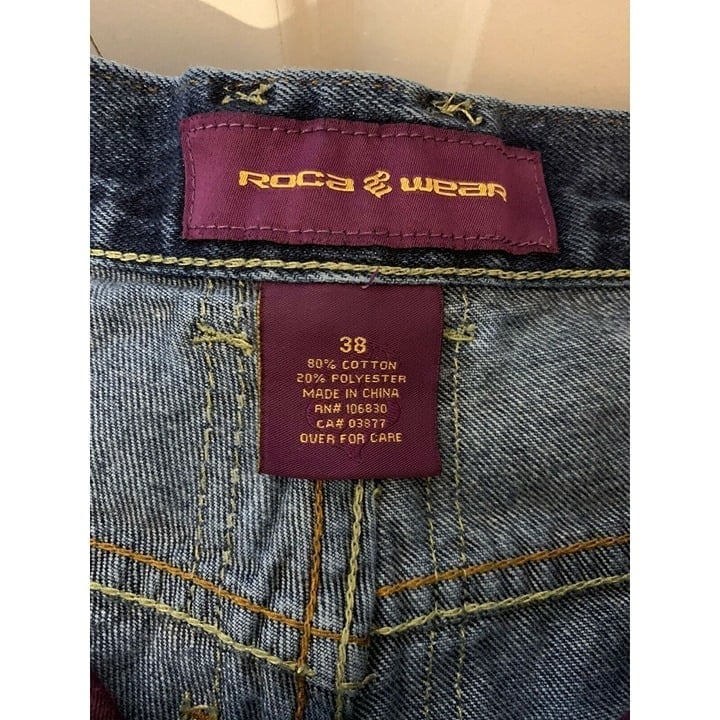 ROCA WEAR
38
80% COTTON
20% POLYESTER
MADE IN CHINA
RN# 106830
CA# 03877
OVER FOR CARE